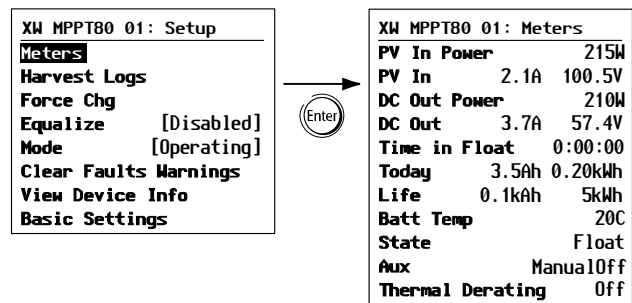 XW MPPT80 01: Setup
Meters
Harvest Logs
Force Chg
Equalize [Disabled]
Mode [Operating]
Clear Faults Warnings
View Device Info
Basic Settings
Enter
XW MPPT80 01: Meters
PV In Power 215W
PV In 2.1A 100.5V
DC Out Power 210W
DC Out 3.7A 57.4V
Time in Float 0:00:00
Today 3.5Ah 0.20kWh
Life 0.1kAh 5kWh
Batt Temp 20C
State Float
Aux ManualOff
Thermal Derating Off